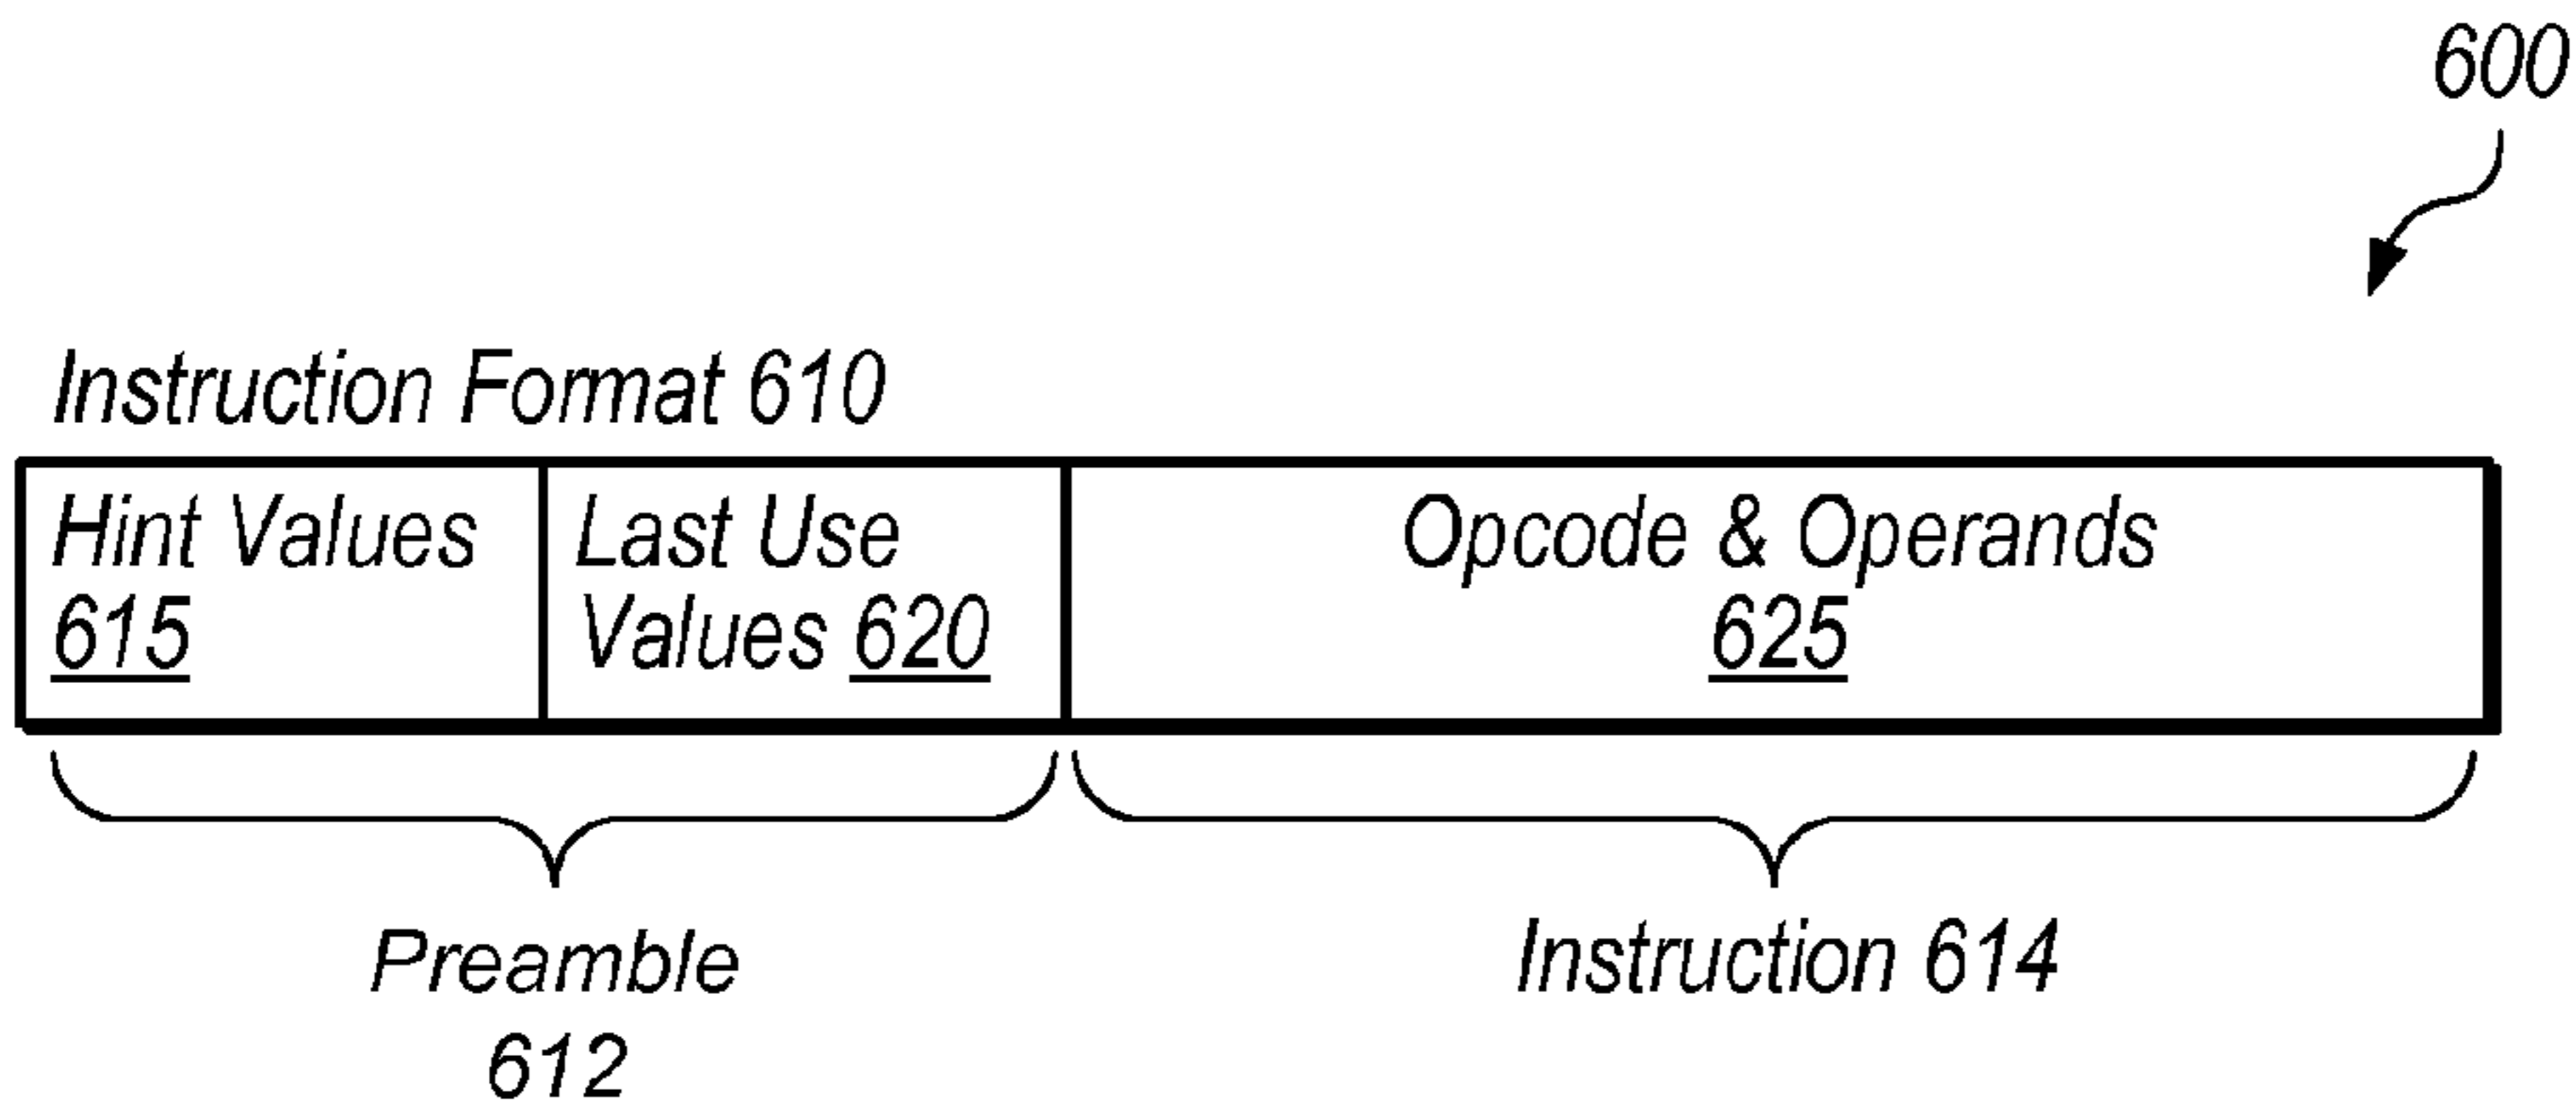 600
Instruction Format 610
Hint Values
615
Last Use
Values 620
Opcode & Operands
625
Preamble
612
Instruction 614